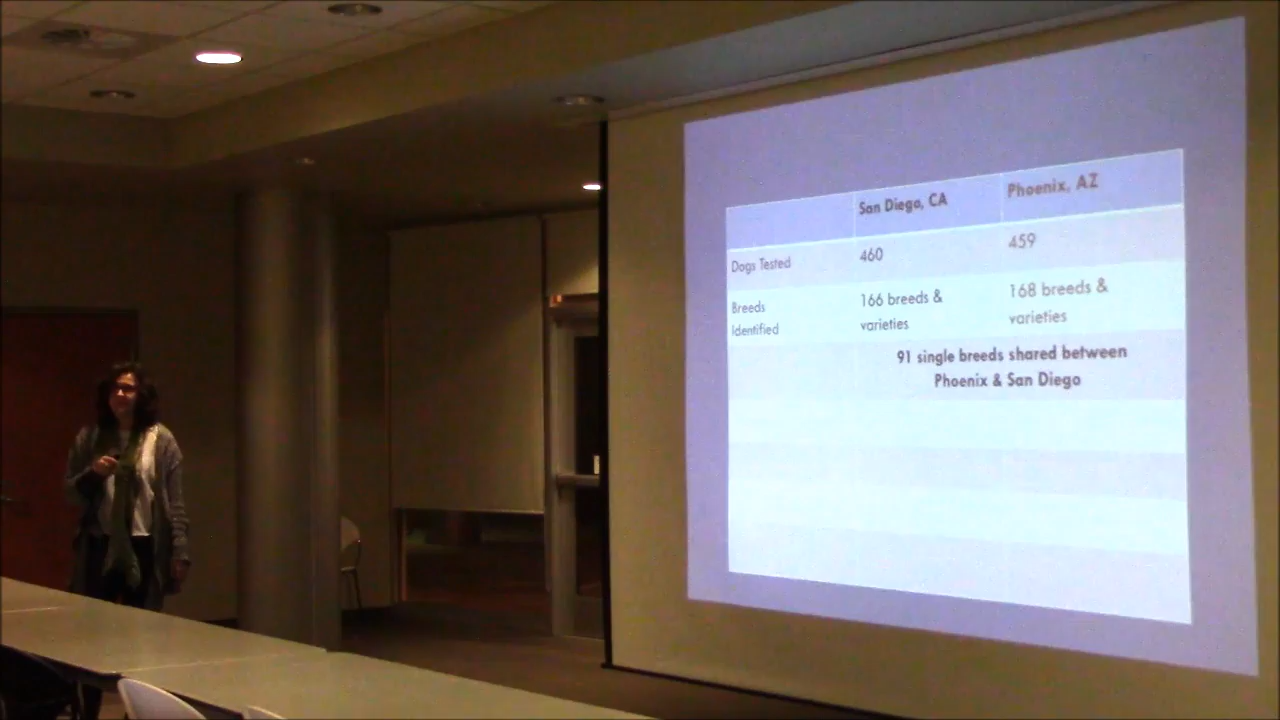 San Diego, CA
Phoenix, AZ
Dogs Tested
460
459
Breeds
Identified
166 breeds &
varieties
168 breeds &
varieties
91 single breeds shared between
Phoenix & San Diego